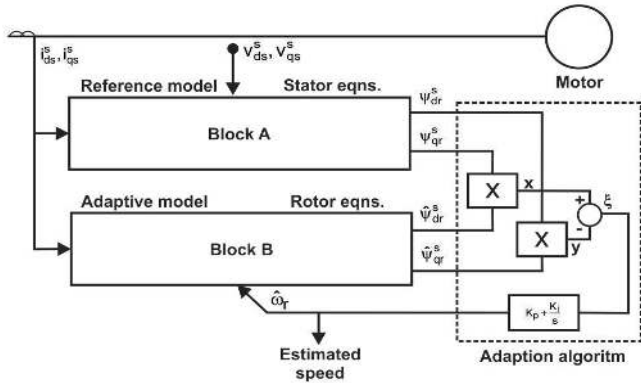 i^s_ds, i^s_qs
v^s_ds, v^s_qs
Motor
Reference model Stator eqns.
Block A
ψ^s_dr
ψ^s_qr
X
x
+
ξ
Adaptive model Rotor eqns.
Block B
ψ̂^s_dr
ψ̂^s_qr
X
-
y
ω̂_r
K_P + K_I/s
Estimated
speed
Adaption algoritm